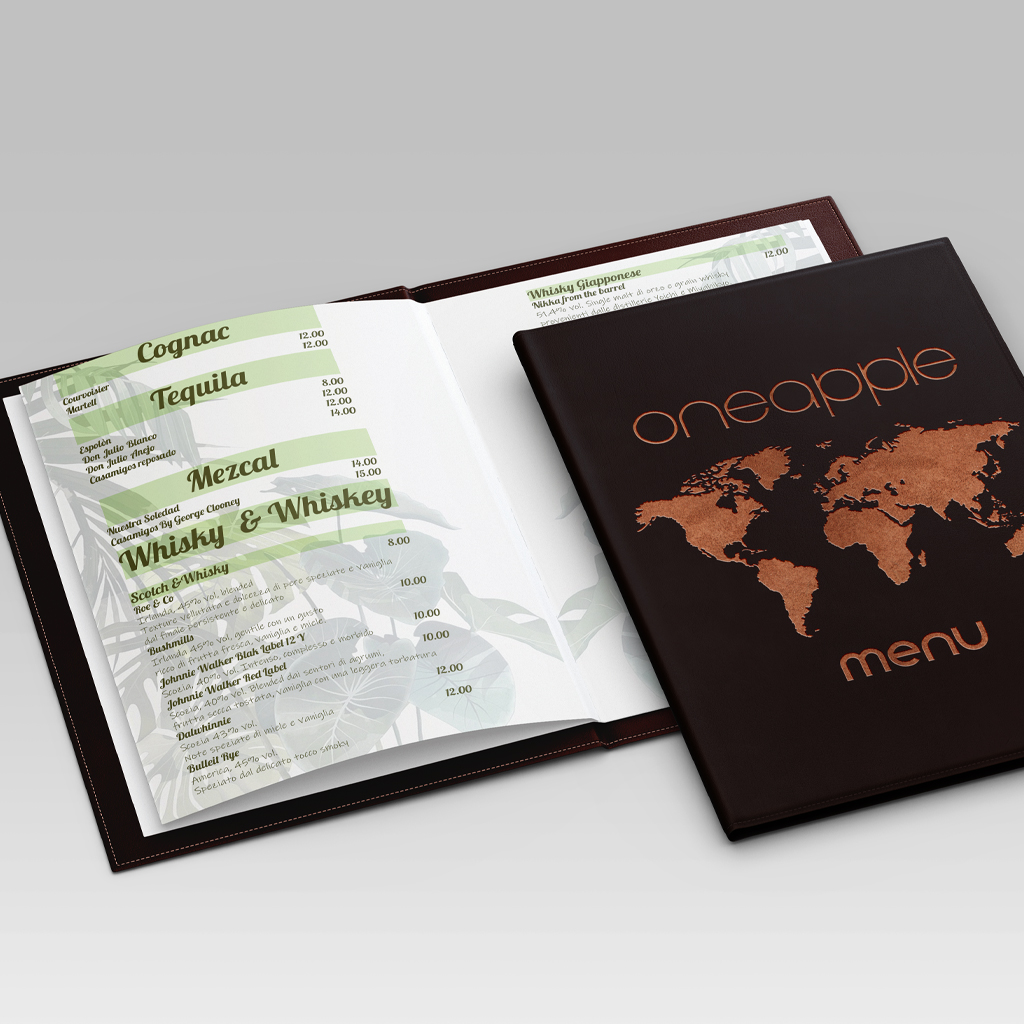 Cognac
Courvoisier 12.00
Martell 12.00
Tequila
Espolòn 8.00
Don Julio Blanco 12.00
Don Julio Anejo 12.00
Casamigos reposado 14.00
Mezcal
Nuestra Soledad 14.00
Casamigos By George Clooney 15.00
Whisky & Whiskey
Scotch & Whisky
Roe & Co 8.00
Irlanda, 45% vol, blended
Texture vellutata e dolcezza di pere speziate e vaniglia
dal finale persistente e delicato
Bushmills 10.00
Irlanda 45% vol, gentile con un gusto
ricco di frutta fresca, vaniglia e miele.
Johnnie Walker Blak Label 12 Y 10.00
Scozia, 40% vol, Intenso, complesso e morbido
Johnnie Walker Red Label 10.00
Scozia, 40% vol. Blended dai sentori di agrumi,
frutta secca tostata, vaniglia con una leggera torbatura
Dalwhinnie 12.00
Scozia 43% vol,
Note speziate di miele e vaniglia
Bulleit Rye 12.00
America, 45% vol,
Speziato dal delicato tocco smoky
Whisky Giapponese
Nikka from the barrel 12.00
51,4% vol. Single malt di orzo e grain whisky
provenienti dalle distillerie Yoichi e Miyagikyo
oneapple
menu